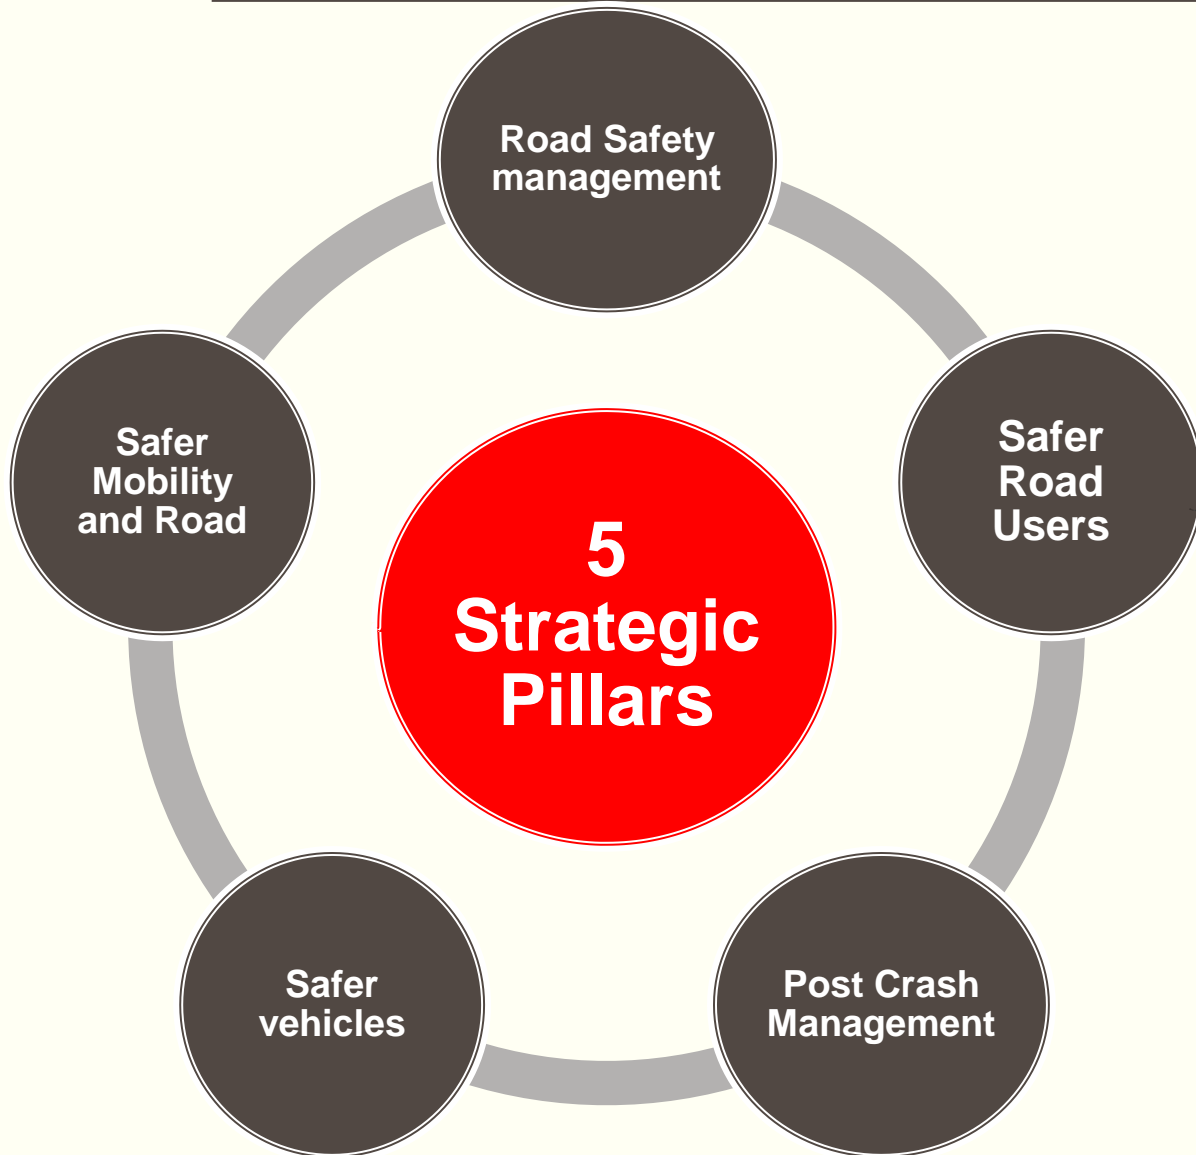 Road Safety
management
Safer
Road
Users
Post Crash
Management
Safer
vehicles
Safer
Mobility
and Road
5
Strategic
Pillars